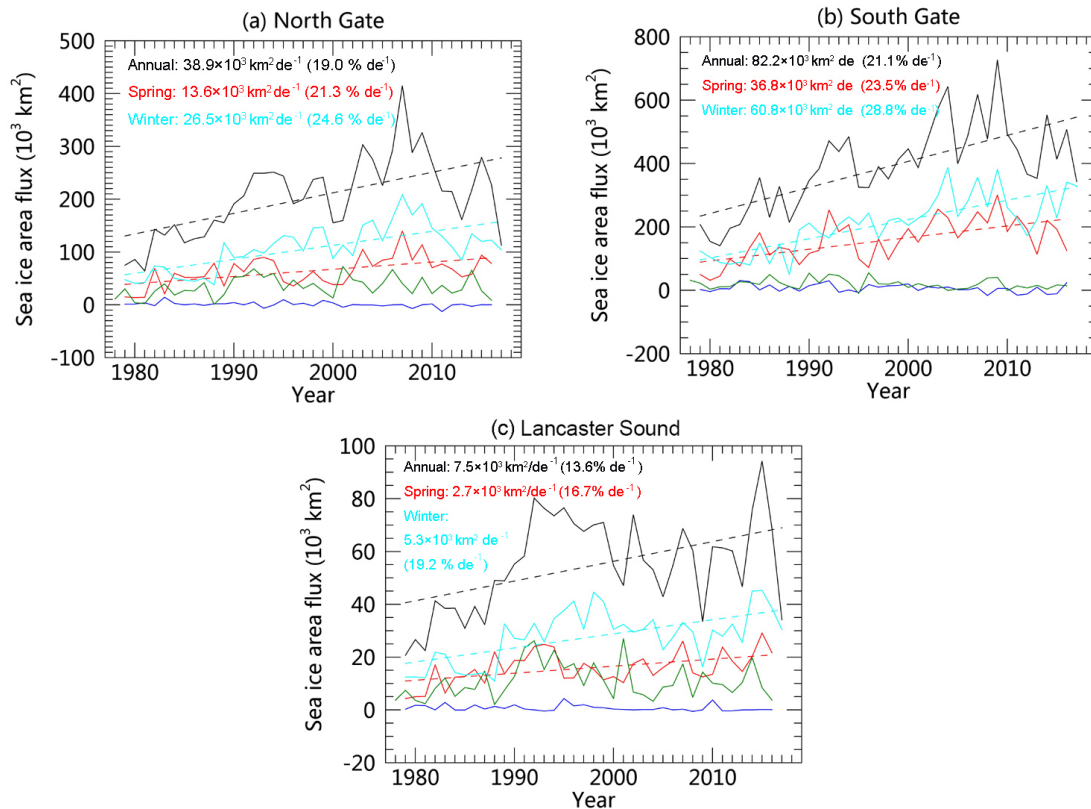 (a) North Gate
Annual: 38.9×10³ km² de⁻¹ (19.0 % de⁻¹)
Spring: 13.6×10³ km² de⁻¹ (21.3 % de⁻¹)
Winter: 26.5×10³ km² de⁻¹ (24.6 % de⁻¹)
Sea ice area flux (10³ km²)
500
400
300
200
100
0
-100
1980 1990 2000 2010
Year
(b) South Gate
Annual: 82.2×10³ km² de (21.1% de⁻¹)
Spring: 36.8×10³ km² de (23.5% de⁻¹)
Winter: 60.8×10³ km² de (28.8% de⁻¹)
Sea ice area flux (10³ km²)
800
600
400
200
0
-200
1980 1990 2000 2010
Year
(c) Lancaster Sound
Annual: 7.5×10³ km²/de⁻¹ (13.6% de⁻¹)
Spring: 2.7×10³ km²/de⁻¹ (16.7% de⁻¹)
Winter:
5.3×10³ km² de⁻¹
(19.2 % de⁻¹)
Sea ice area flux (10³ km²)
100
80
60
40
20
0
-20
1980 1990 2000 2010
Year